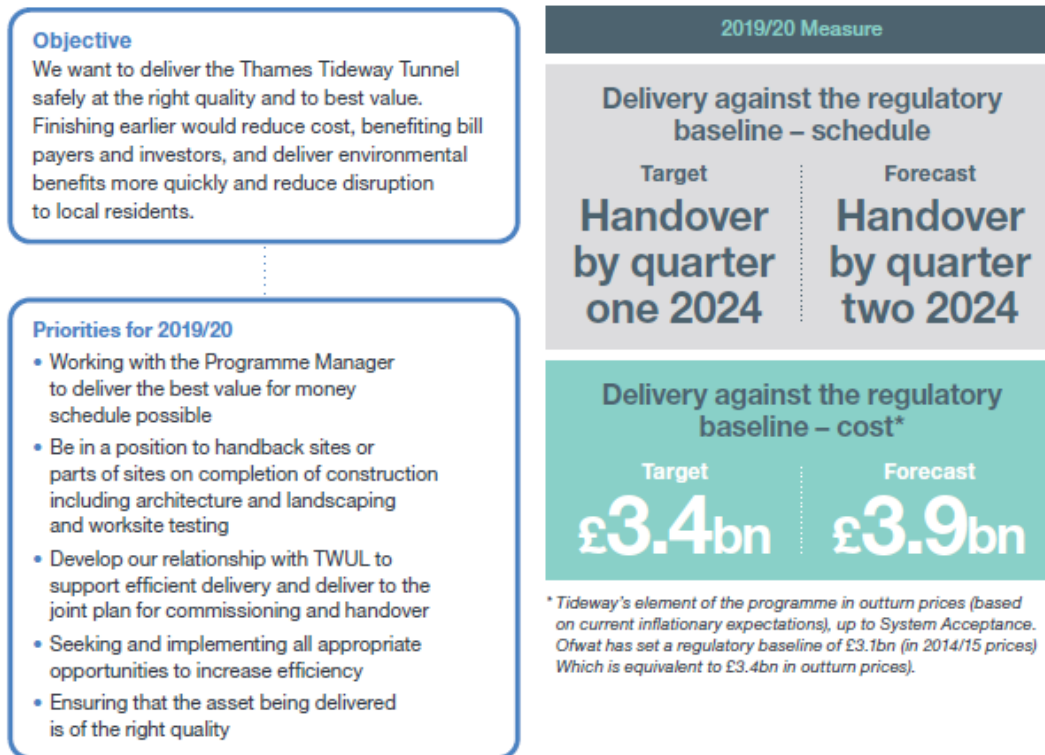 Objective
We want to deliver the Thames Tideway Tunnel
safely at the right quality and to best value.
Finishing earlier would reduce cost, benefiting bill
payers and investors, and deliver environmental
benefits more quickly and reduce disruption
to local residents.
Priorities for 2019/20
• Working with the Programme Manager
to deliver the best value for money
schedule possible
• Be in a position to handback sites or
parts of sites on completion of construction
including architecture and landscaping
and worksite testing
• Develop our relationship with TWUL to
support efficient delivery and deliver to the
joint plan for commissioning and handover
• Seeking and implementing all appropriate
opportunities to increase efficiency
• Ensuring that the asset being delivered
is of the right quality
2019/20 Measure
Delivery against the regulatory
baseline – schedule
Target
Handover
by quarter
one 2024
Forecast
Handover
by quarter
two 2024
Delivery against the regulatory
baseline – cost*
Target
£3.4bn
Forecast
£3.9bn
* Tideway's element of the programme in outturn prices (based
on current inflationary expectations), up to System Acceptance.
Ofwat has set a regulatory baseline of £3.1bn (in 2014/15 prices)
Which is equivalent to £3.4bn in outturn prices).